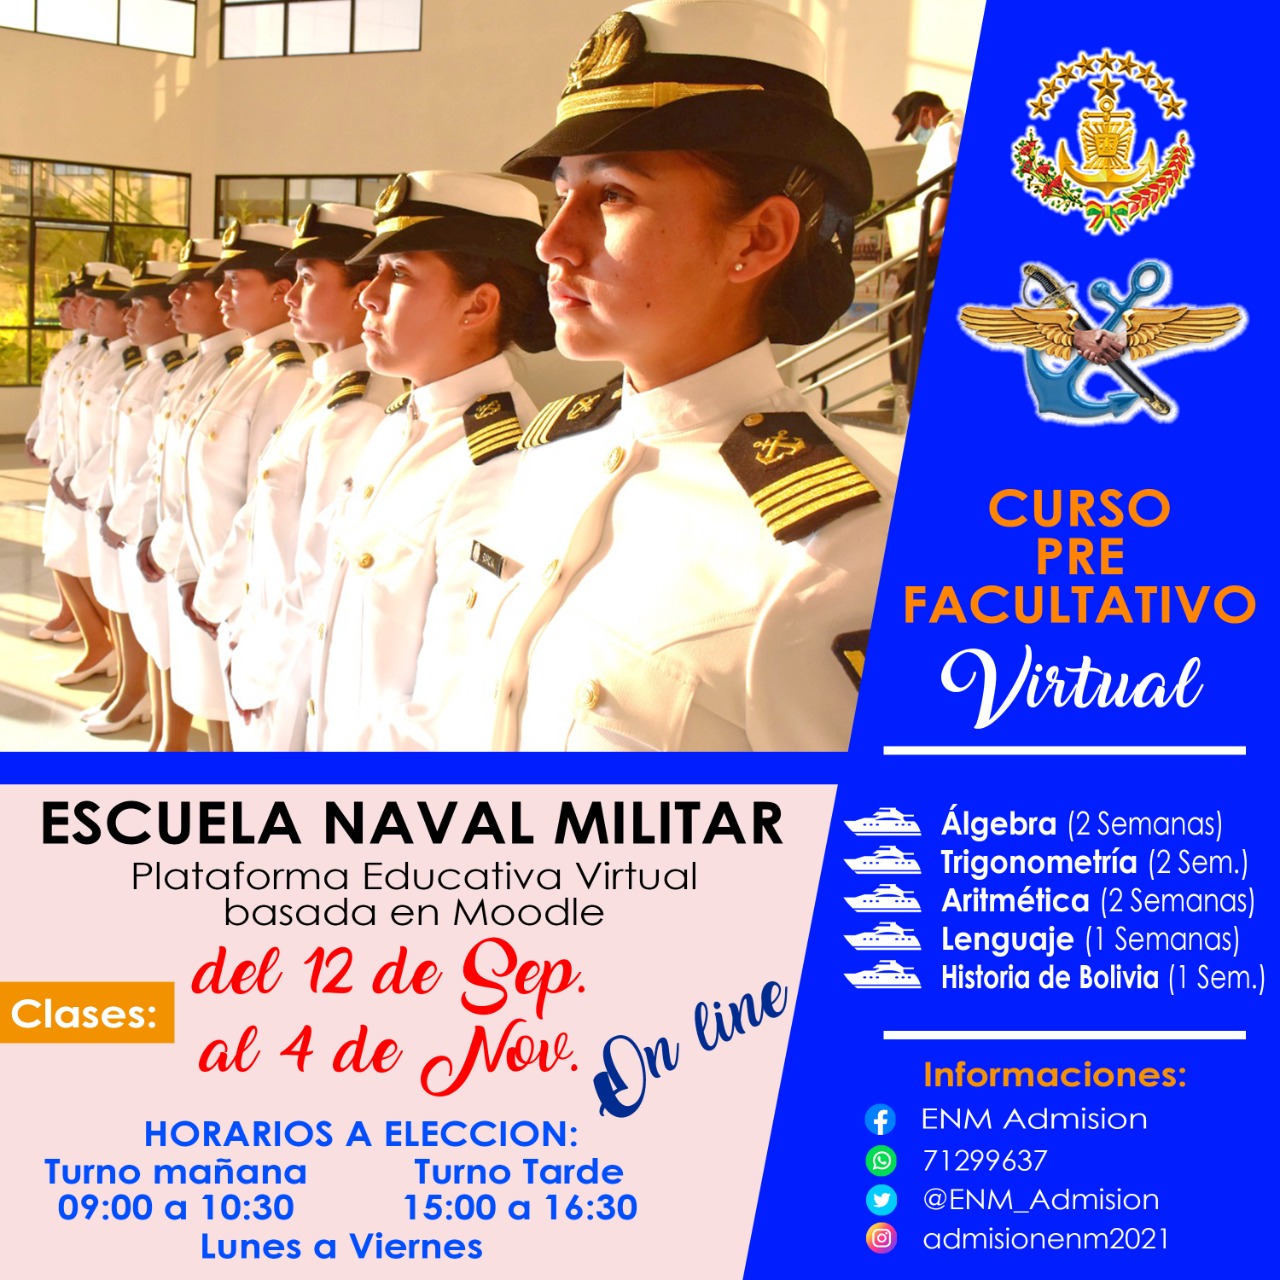 CURSO
PRE
FACULTATIVO
Virtual
ESCUELA NAVAL MILITAR
Plataforma Educativa Virtual
basada en Moodle
Clases:
del 12 de Sep.
al 4 de Nov.
On line
HORARIOS A ELECCION:
Turno mañana Turno Tarde
09:00 a 10:30 15:00 a 16:30
Lunes a Viernes
Álgebra (2 Semanas)
Trigonometría (2 Sem.)
Aritmética (2 Semanas)
Lenguaje (1 Semanas)
Historia de Bolivia (1 Sem.)
Informaciones:
ENM Admision
71299637
@ENM_Admision
admisionenm2021